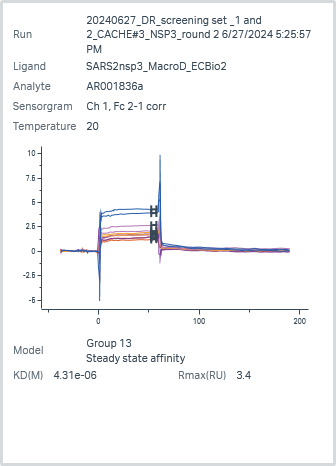 Run 20240627_DR_screening set _1 and
2_CACHE#3_NSP3_round 2 6/27/2024 5:25:57
PM
Ligand SARS2nsp3_MacroD_ECBio2
Analyte AR001836a
Sensorgram Ch 1, Fc 2-1 corr
Temperature 20
10
7.5
5
2.5
0
-2.5
-5
0 100 200
Model Group 13
Steady state affinity
KD(M) 4.31e-06 Rmax(RU) 3.4